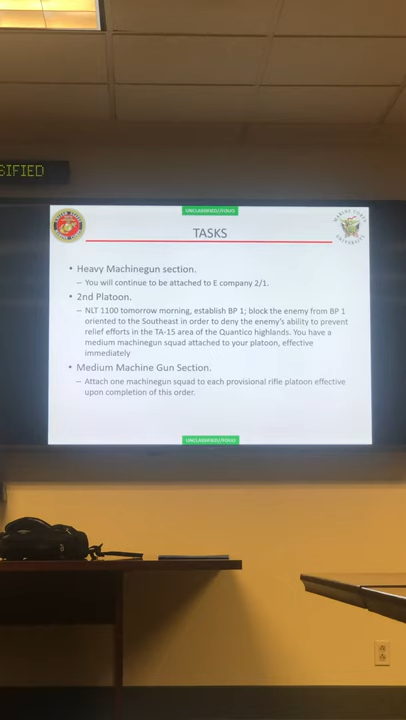 SIFIED
UNCLASSIFIED//FOUO
MARINE CORPS
UNIVERSITY
TASKS
• Heavy Machinegun section.
– You will continue to be attached to E company 2/1.
• 2nd Platoon.
– NLT 1100 tomorrow morning, establish BP 1; block the enemy from BP 1
oriented to the Southeast in order to deny the enemy's ability to prevent
relief efforts in the TA-15 area of the Quantico highlands. You have a
medium machinegun squad attached to your platoon, effective
immediately
• Medium Machine Gun Section.
– Attach one machinegun squad to each provisional rifle platoon effective
upon completion of this order.
UNCLASSIFIED//FOUO